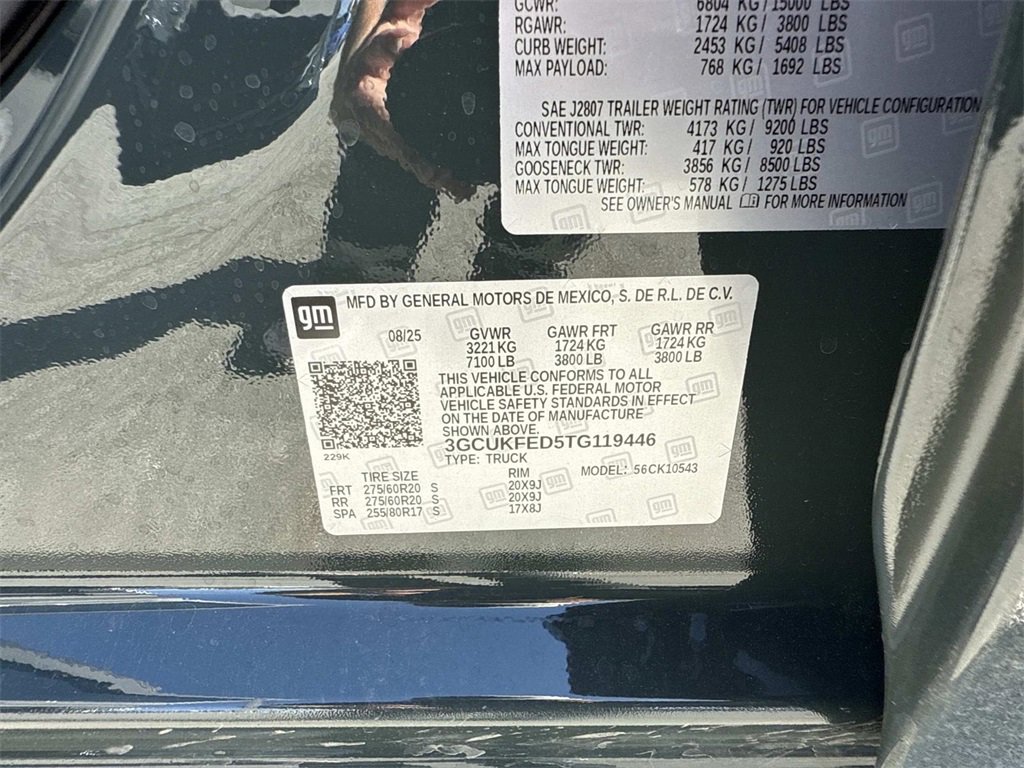 GCWR: 6804 KG/15000 LBS
RGAWR: 1724 KG/ 3800 LBS
CURB WEIGHT: 2453 KG/ 5408 LBS
MAX PAYLOAD: 768 KG/ 1692 LBS
SAE J2807 TRAILER WEIGHT RATING (TWR) FOR VEHICLE CONFIGURATION
CONVENTIONAL TWR: 4173 KG/ 9200 LBS
MAX TONGUE WEIGHT: 417 KG/ 920 LBS
GOOSENECK TWR: 3856 KG/ 8500 LBS
MAX TONGUE WEIGHT: 578 KG/ 1275 LBS
SEE OWNER'S MANUAL FOR MORE INFORMATION
gm MFD BY GENERAL MOTORS DE MEXICO, S. DE R.L. DE C.V.
08/25 GVWR GAWR FRT GAWR RR
3221 KG 1724 KG 1724 KG
7100 LB 3800 LB 3800 LB
THIS VEHICLE CONFORMS TO ALL
APPLICABLE U.S. FEDERAL MOTOR
VEHICLE SAFETY STANDARDS IN EFFECT
ON THE DATE OF MANUFACTURE
SHOWN ABOVE.
3GCUKFED5TG119446
229K TYPE: TRUCK
TIRE SIZE RIM MODEL: 56CK10543
FRT 275/60R20 S 20X9J
RR 275/60R20 S 20X9J
SPA 255/80R17 S 17X8J